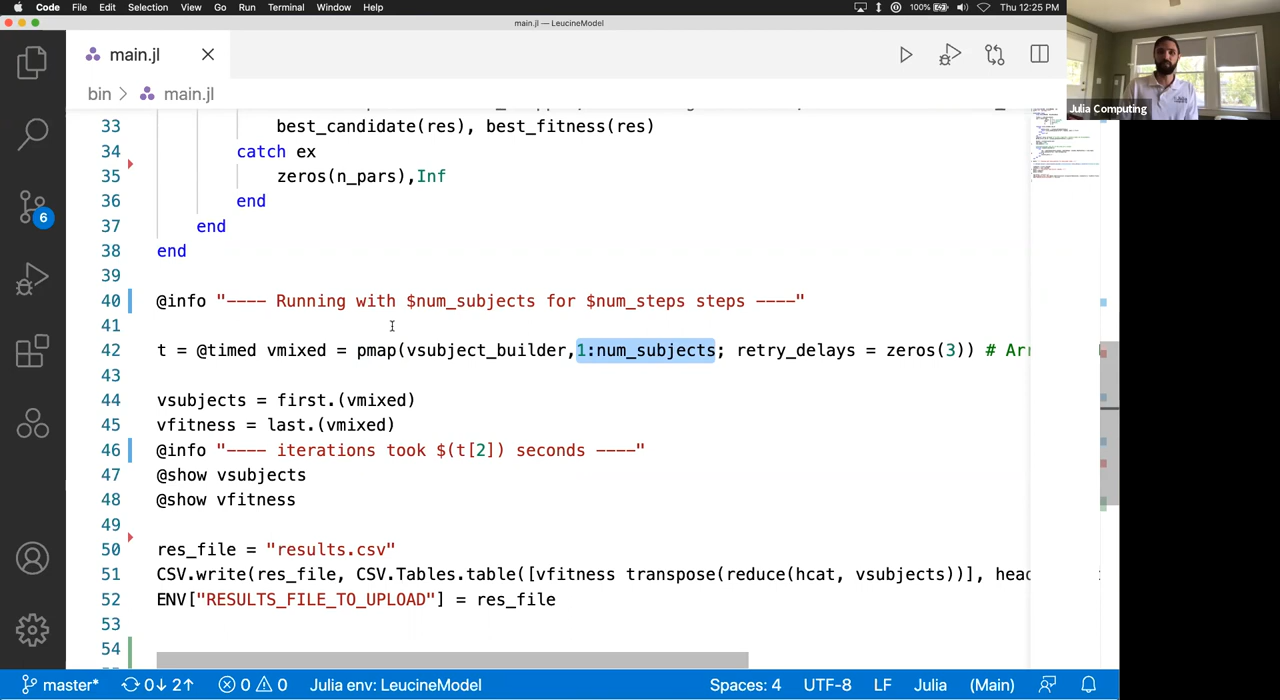 Code File Edit Selection View Go Run Terminal Window Help 100% Thu 12:25 PM
main.jl — LeucineModel
main.jl
bin main.jl
Julia Computing
33 best_candidate(res), best_fitness(res)
34 catch ex
35 zeros(n_pars),Inf
36 end
37 end
38 end
39
40 @info "---- Running with $num_subjects for $num_steps steps ----"
41
42 t = @timed vmixed = pmap(vsubject_builder,1:num_subjects; retry_delays = zeros(3)) # Arr
43
44 vsubjects = first.(vmixed)
45 vfitness = last.(vmixed)
46 @info "---- iterations took $(t[2]) seconds ----"
47 @show vsubjects
48 @show vfitness
49
50 res_file = "results.csv"
51 CSV.write(res_file, CSV.Tables.table([vfitness transpose(reduce(hcat, vsubjects))], head
52 ENV["RESULTS_FILE_TO_UPLOAD"] = res_file
53
54
6
master* 0↓ 2↑ 0 0 Julia env: LeucineModel Spaces: 4 UTF-8 LF Julia (Main)